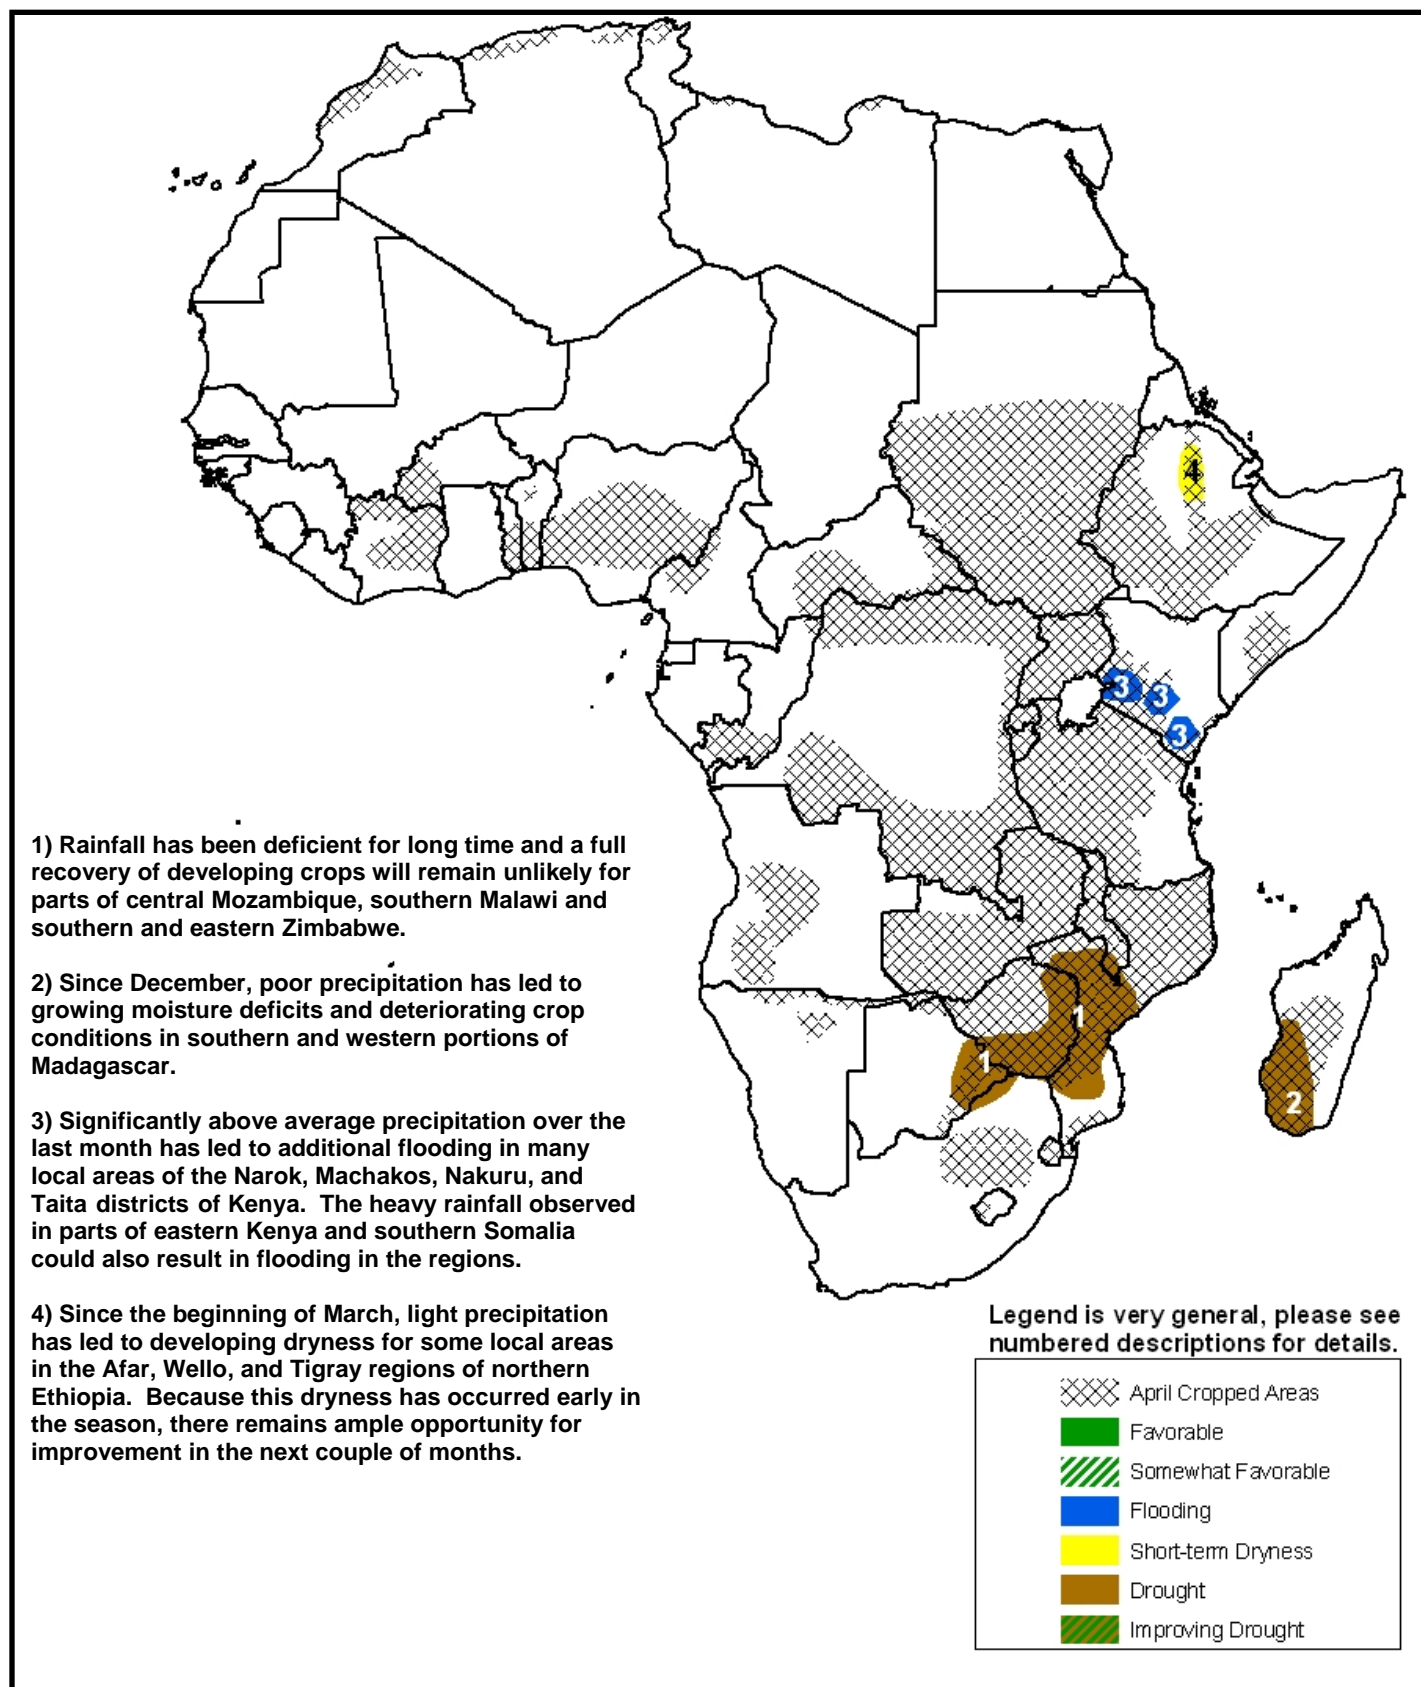 4
3
3
3
1
1
2
1) Rainfall has been deficient for long time and a full
recovery of developing crops will remain unlikely for
parts of central Mozambique, southern Malawi and
southern and eastern Zimbabwe.
2) Since December, poor precipitation has led to
growing moisture deficits and deteriorating crop
conditions in southern and western portions of
Madagascar.
3) Significantly above average precipitation over the
last month has led to additional flooding in many
local areas of the Narok, Machakos, Nakuru, and
Taita districts of Kenya.  The heavy rainfall observed
in parts of eastern Kenya and southern Somalia
could also result in flooding in the regions.
4) Since the beginning of March, light precipitation
has led to developing dryness for some local areas
in the Afar, Wello, and Tigray regions of northern
Ethiopia.  Because this dryness has occurred early in
the season, there remains ample opportunity for
improvement in the next couple of months.
Legend is very general, please see
numbered descriptions for details.
April Cropped Areas
Favorable
Somewhat Favorable
Flooding
Short-term Dryness
Drought
Improving Drought